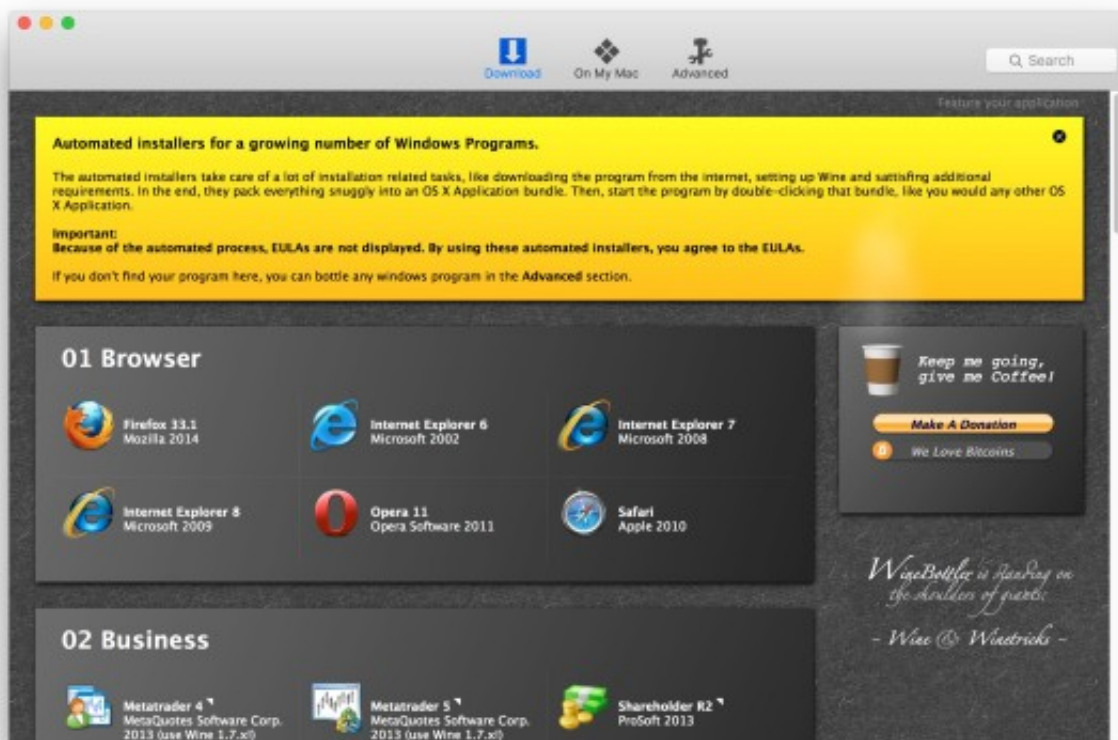 Download
On My Mac
Advanced
Search
Feature your application
Automated installers for a growing number of Windows Programs.
The automated installers take care of a lot of installation related tasks, like downloading the program from the internet, setting up Wine and sattisfing additional
requirements. In the end, they pack everything snuggly into an OS X Application bundle. Then, start the program by double-clicking that bundle, like you would any other OS
X Application.
Important:
Because of the automated process, EULAs are not displayed. By using these automated installers, you agree to the EULAs.
If you don't find your program here, you can bottle any windows program in the Advanced section.
01 Browser
Firefox 33.1
Mozilla 2014
Internet Explorer 6
Microsoft 2002
Internet Explorer 7
Microsoft 2008
Internet Explorer 8
Microsoft 2009
Opera 11
Opera Software 2011
Safari
Apple 2010
Keep me going,
give me Coffee!
Make A Donation
We Love Bitcoins
WineBottler is standing on
the shoulders of giants:
- Wine & Winetricks -
02 Business
Metatrader 4
MetaQuotes Software Corp.
2013 (use Wine 1.7.x!)
Metatrader 5
MetaQuotes Software Corp.
2013 (use Wine 1.7.x!)
Shareholder R2
ProSoft 2013